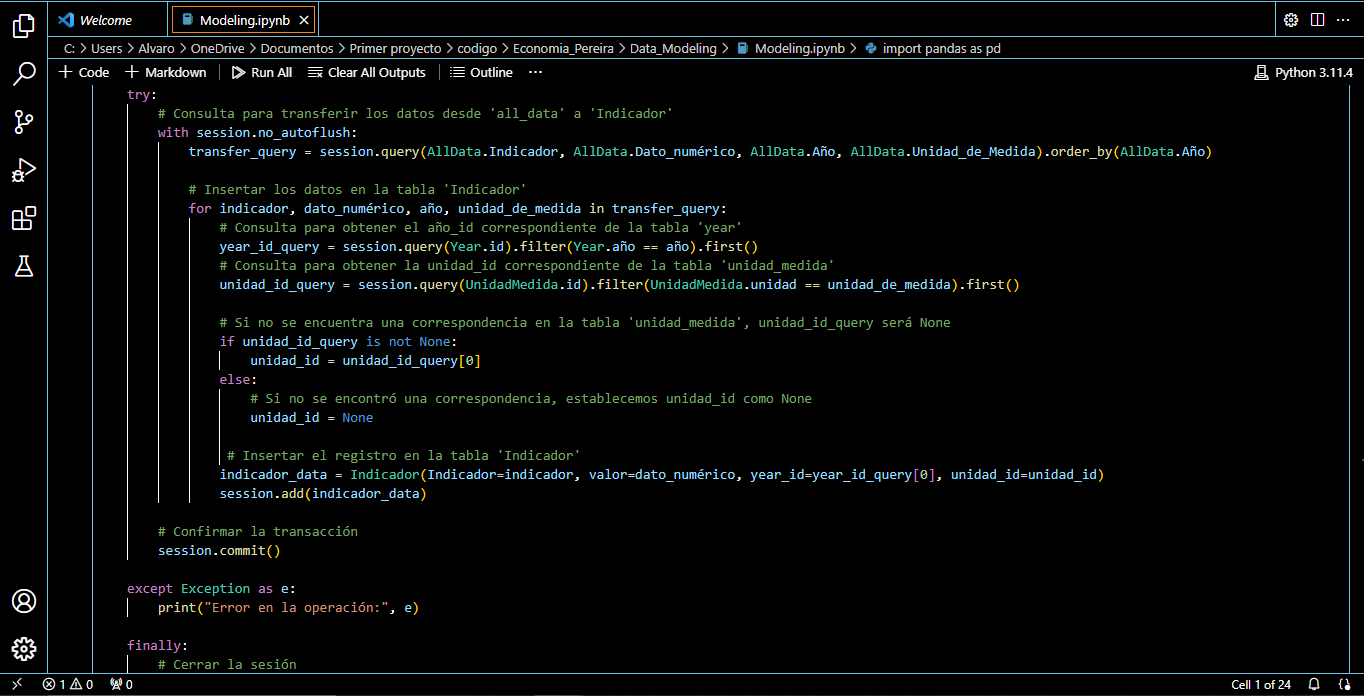 Welcome
Modeling.ipynb
C: > Users > Alvaro > OneDrive > Documentos > Primer proyecto > codigo > Economia_Pereira > Data_Modeling > Modeling.ipynb > import pandas as pd
+ Code + Markdown Run All Clear All Outputs Outline ··· Python 3.11.4
try:
# Consulta para transferir los datos desde 'all_data' a 'Indicador'
with session.no_autoflush:
transfer_query = session.query(AllData.Indicador, AllData.Dato_numérico, AllData.Año, AllData.Unidad_de_Medida).order_by(AllData.Año)
# Insertar los datos en la tabla 'Indicador'
for indicador, dato_numérico, año, unidad_de_medida in transfer_query:
# Consulta para obtener el año_id correspondiente de la tabla 'year'
year_id_query = session.query(Year.id).filter(Year.año == año).first()
# Consulta para obtener la unidad_id correspondiente de la tabla 'unidad_medida'
unidad_id_query = session.query(UnidadMedida.id).filter(UnidadMedida.unidad == unidad_de_medida).first()
# Si no se encuentra una correspondencia en la tabla 'unidad_medida', unidad_id_query será None
if unidad_id_query is not None:
unidad_id = unidad_id_query[0]
else:
# Si no se encontró una correspondencia, establecemos unidad_id como None
unidad_id = None
# Insertar el registro en la tabla 'Indicador'
indicador_data = Indicador(Indicador=indicador, valor=dato_numérico, year_id=year_id_query[0], unidad_id=unidad_id)
session.add(indicador_data)
# Confirmar la transacción
session.commit()
except Exception as e:
print("Error en la operación:", e)
finally:
# Cerrar la sesión
1 0 0 Cell 1 of 24